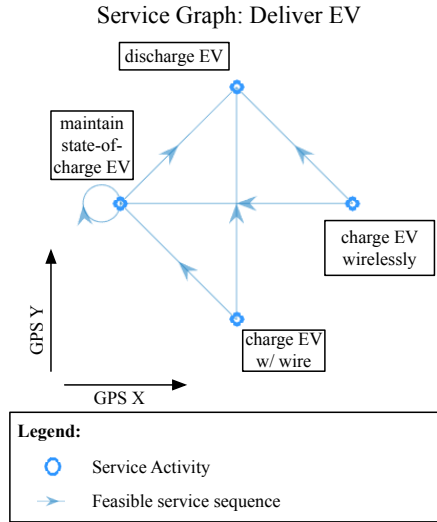 Service Graph: Deliver EV
discharge EV
maintain
state-of-
charge EV
charge EV
wirelessly
charge EV
w/ wire
GPS Y
GPS X
Legend:
Service Activity
Feasible service sequence